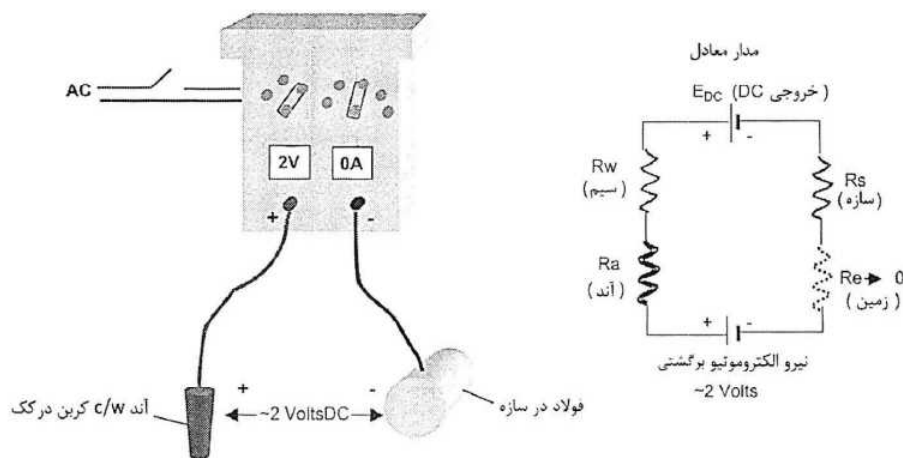 AC
2V
0A
+
-
+
-
~2 VoltsDC
آند c/w کربن در کک
فولاد در سازه
مدار معادل
E_DC (خروجی DC)
+
-
Rw
(سیم)
Rs
(سازه)
Ra
(آند)
Re → 0
(زمین)
+
-
نیرو الکتروموتیو برگشتی
~2 Volts